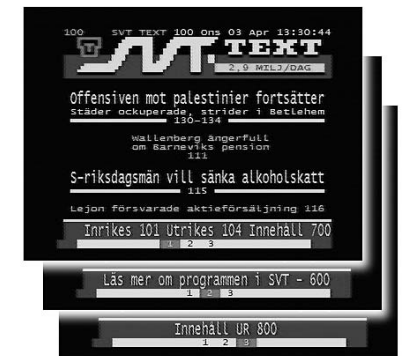 100 SVT TEXT 100 Ons 03 Apr 13:30:44
SVT TEXT
2,9 MILJ/DAG
Offensiven mot palestinier fortsätter
Städer ockuperade, strider i Betlehem
130-134
Wallenberg ångerfull
om Barneviks pension
111
S-riksdagsmän vill sänka alkoholskatt
115
Lejon försvarade aktieförsäljning 116
Inrikes 101 Utrikes 104 Innehåll 700
1 2 3
Läs mer om programmen i SVT - 600
1 2 3
Innehåll UR 800
1 2 3